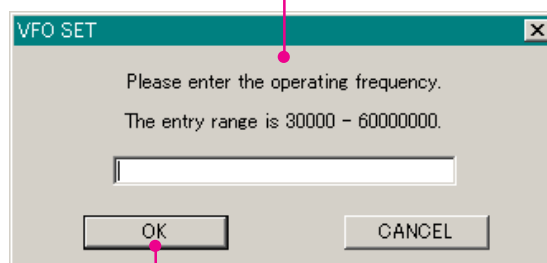 VFO SET
Please enter the operating frequency.
The entry range is 30000 - 60000000.
OK CANCEL